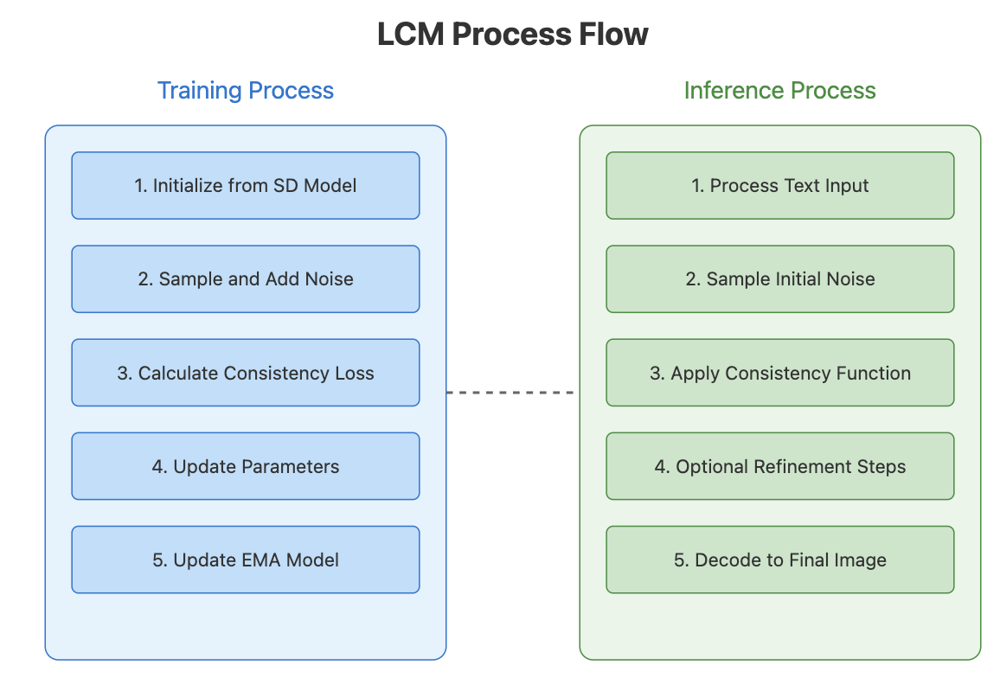 LCM Process Flow
Training Process
1. Initialize from SD Model
2. Sample and Add Noise
3. Calculate Consistency Loss
4. Update Parameters
5. Update EMA Model
Inference Process
1. Process Text Input
2. Sample Initial Noise
3. Apply Consistency Function
4. Optional Refinement Steps
5. Decode to Final Image